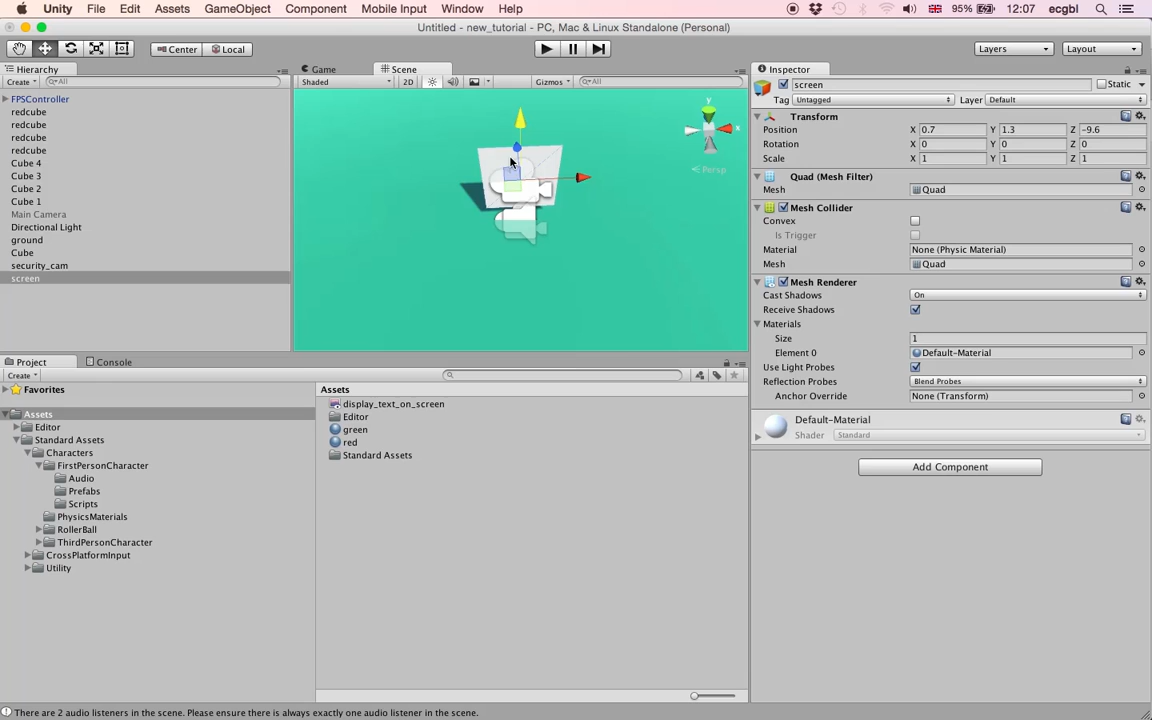 Unity File Edit Assets GameObject Component Mobile Input Window Help 95% 12:07 ecgbl
Untitled - new_tutorial - PC, Mac & Linux Standalone (Personal)
Center Local Layers Layout
Hierarchy Game Scene Inspector
Create All Shaded 2D Gizmos All
screen Static
Tag Untagged Layer Default
FPSController
redcube
redcube
redcube
redcube
Cube 4
Cube 3
Cube 2
Cube 1
Main Camera
Directional Light
ground
Cube
security_cam
screen
y
x
Persp
Transform
Position X 0.7 Y 1.3 Z -9.6
Rotation X 0 Y 0 Z 0
Scale X 1 Y 1 Z 1
Quad (Mesh Filter)
Mesh Quad
Mesh Collider
Convex
Is Trigger
Material None (Physic Material)
Mesh Quad
Mesh Renderer
Cast Shadows On
Receive Shadows
Materials
Size 1
Element 0 Default-Material
Use Light Probes
Reflection Probes Blend Probes
Anchor Override None (Transform)
Default-Material
Shader Standard
Add Component
Project Console
Create
Favorites
Assets
Editor
Standard Assets
Characters
FirstPersonCharacter
Audio
Prefabs
Scripts
PhysicsMaterials
RollerBall
ThirdPersonCharacter
CrossPlatformInput
Utility
Assets
display_text_on_screen
Editor
green
red
Standard Assets
There are 2 audio listeners in the scene. Please ensure there is always exactly one audio listener in the scene.